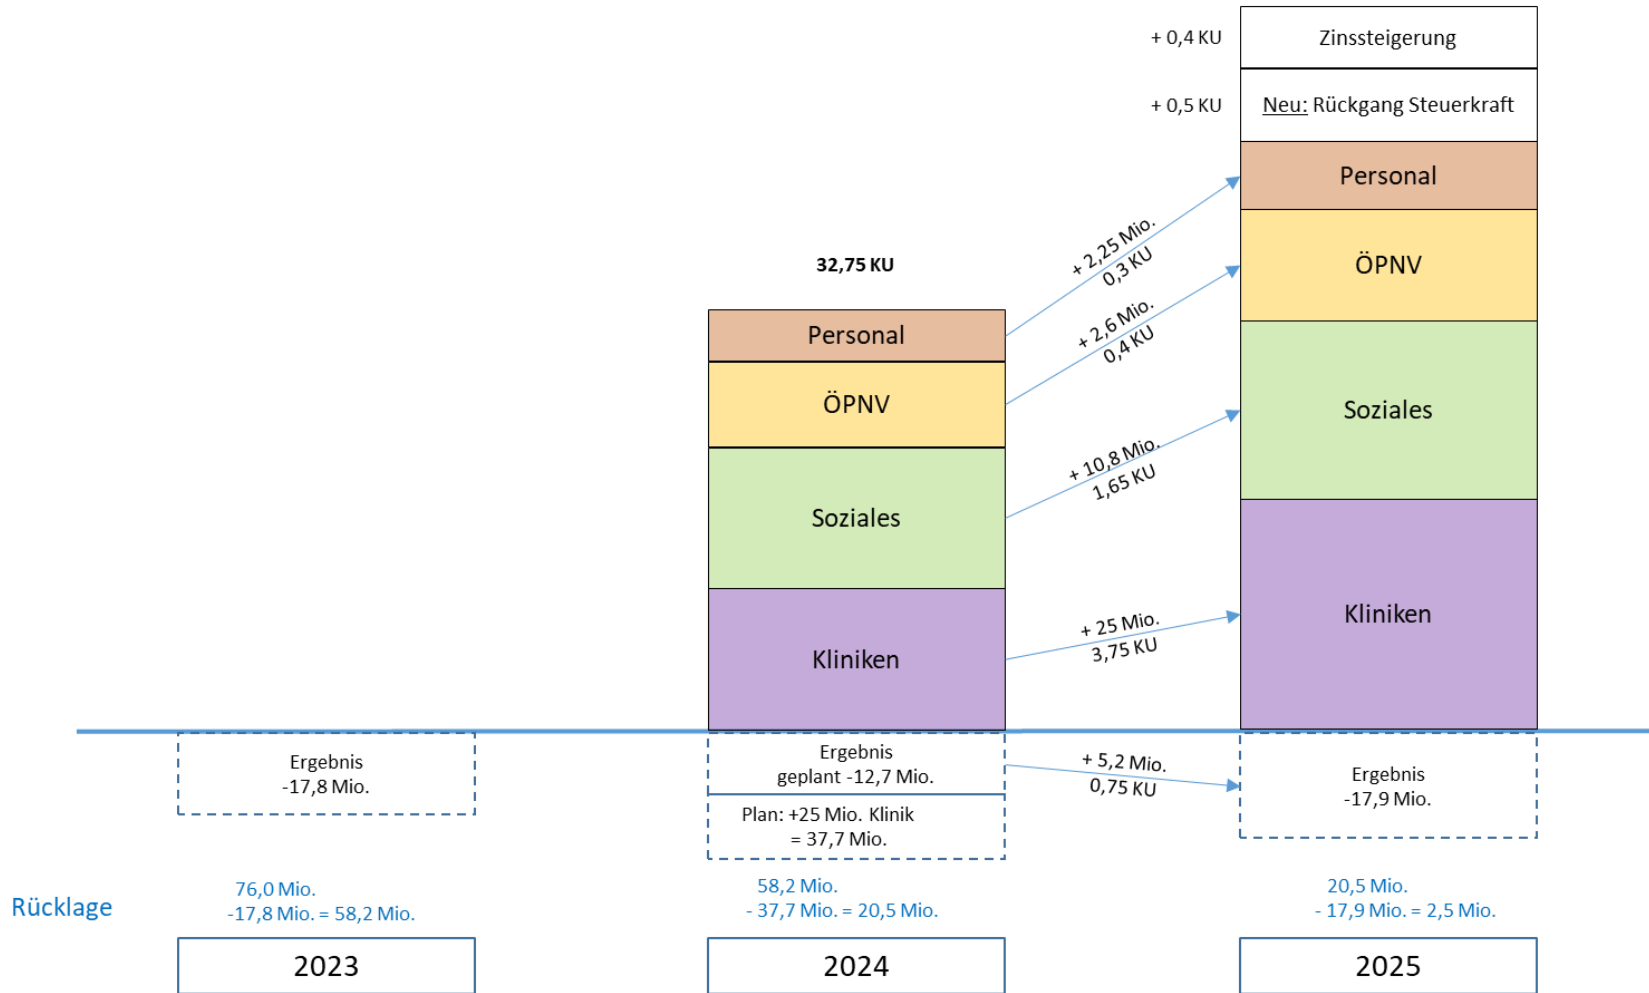 + 0,4 KU
Zinssteigerung
+ 0,5 KU
Neu: Rückgang Steuerkraft
Personal
ÖPNV
Soziales
Kliniken
32,75 KU
Personal
ÖPNV
Soziales
Kliniken
+ 2,25 Mio.
0,3 KU
+ 2,6 Mio.
0,4 KU
+ 10,8 Mio.
1,65 KU
+ 25 Mio.
3,75 KU
Ergebnis
-17,8 Mio.
Ergebnis
geplant -12,7 Mio.
Plan: +25 Mio. Klinik
= 37,7 Mio.
+ 5,2 Mio.
0,75 KU
Ergebnis
-17,9 Mio.
Rücklage
76,0 Mio.
-17,8 Mio. = 58,2 Mio.
58,2 Mio.
- 37,7 Mio. = 20,5 Mio.
20,5 Mio.
- 17,9 Mio. = 2,5 Mio.
2023
2024
2025